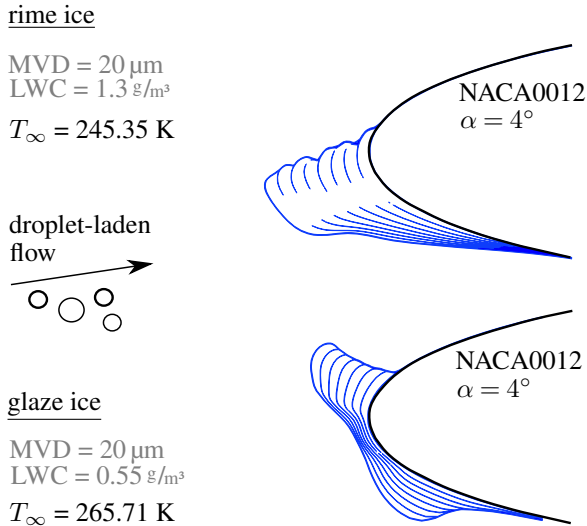 rime ice
MVD = 20 μm
LWC = 1.3 g/m³
T∞ = 245.35 K
NACA0012
α = 4°
droplet-laden
flow
NACA0012
α = 4°
glaze ice
MVD = 20 μm
LWC = 0.55 g/m³
T∞ = 265.71 K